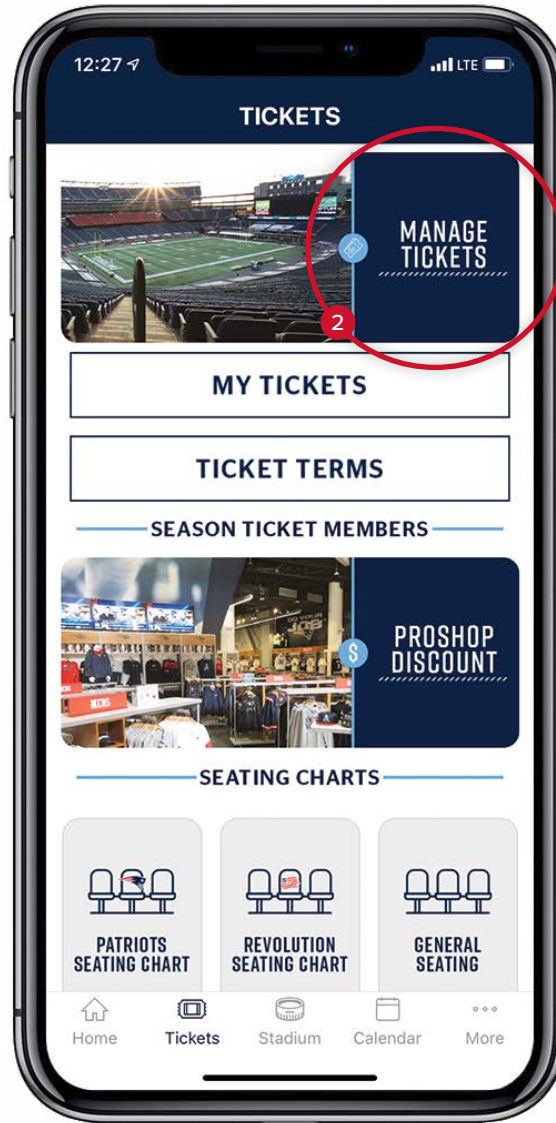 12:27
LTE
TICKETS
MANAGE
TICKETS
2
MY TICKETS
TICKET TERMS
SEASON TICKET MEMBERS
MENS
$
PROSHOP
DISCOUNT
SEATING CHARTS
PATRIOTS
SEATING CHART
REVOLUTION
SEATING CHART
GENERAL
SEATING
Home
Tickets
Stadium
Calendar
More